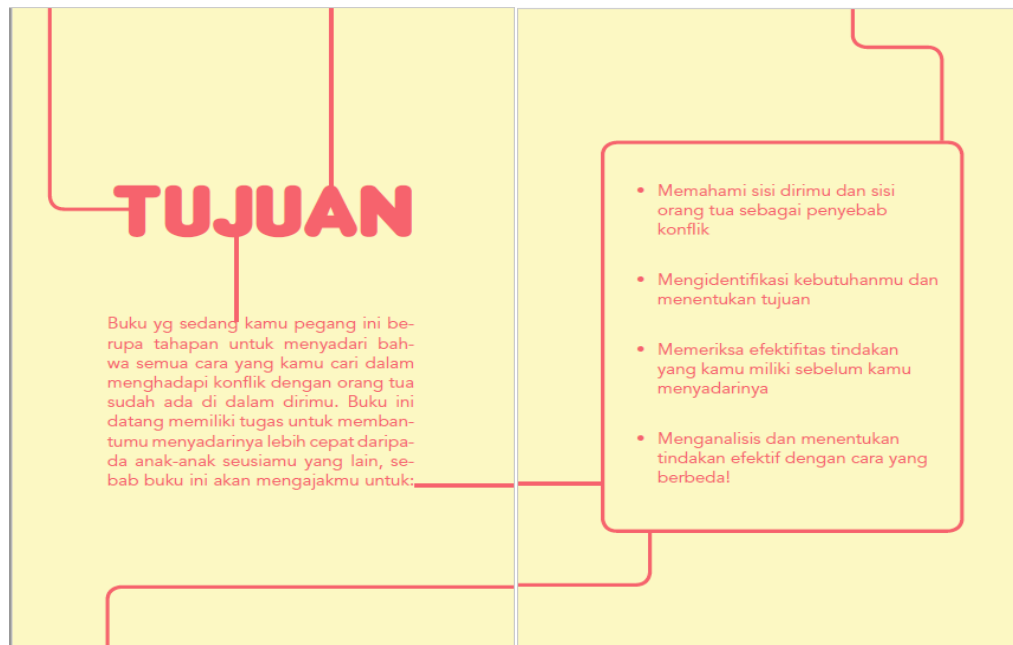 TUJUAN
Buku yg sedang kamu pegang ini be-
rupa tahapan untuk menyadari bah-
wa semua cara yang kamu cari dalam
menghadapi konflik dengan orang tua
sudah ada di dalam dirimu. Buku ini
datang memiliki tugas untuk memban-
tumu menyadarinya lebih cepat daripa-
da anak-anak seusiamu yang lain, se-
bab buku ini akan mengajakmu untuk:
• Memahami sisi dirimu dan sisi
orang tua sebagai penyebab
konflik
• Mengidentifikasi kebutuhanmu dan
menentukan tujuan
• Memeriksa efektifitas tindakan
yang kamu miliki sebelum kamu
menyadarinya
• Menganalisis dan menentukan
tindakan efektif dengan cara yang
berbeda!